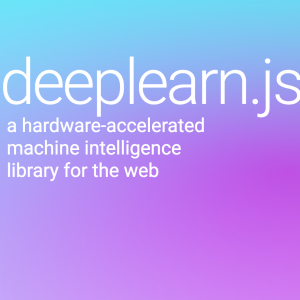 deeplearn.js
a hardware-accelerated
machine intelligence
library for the web